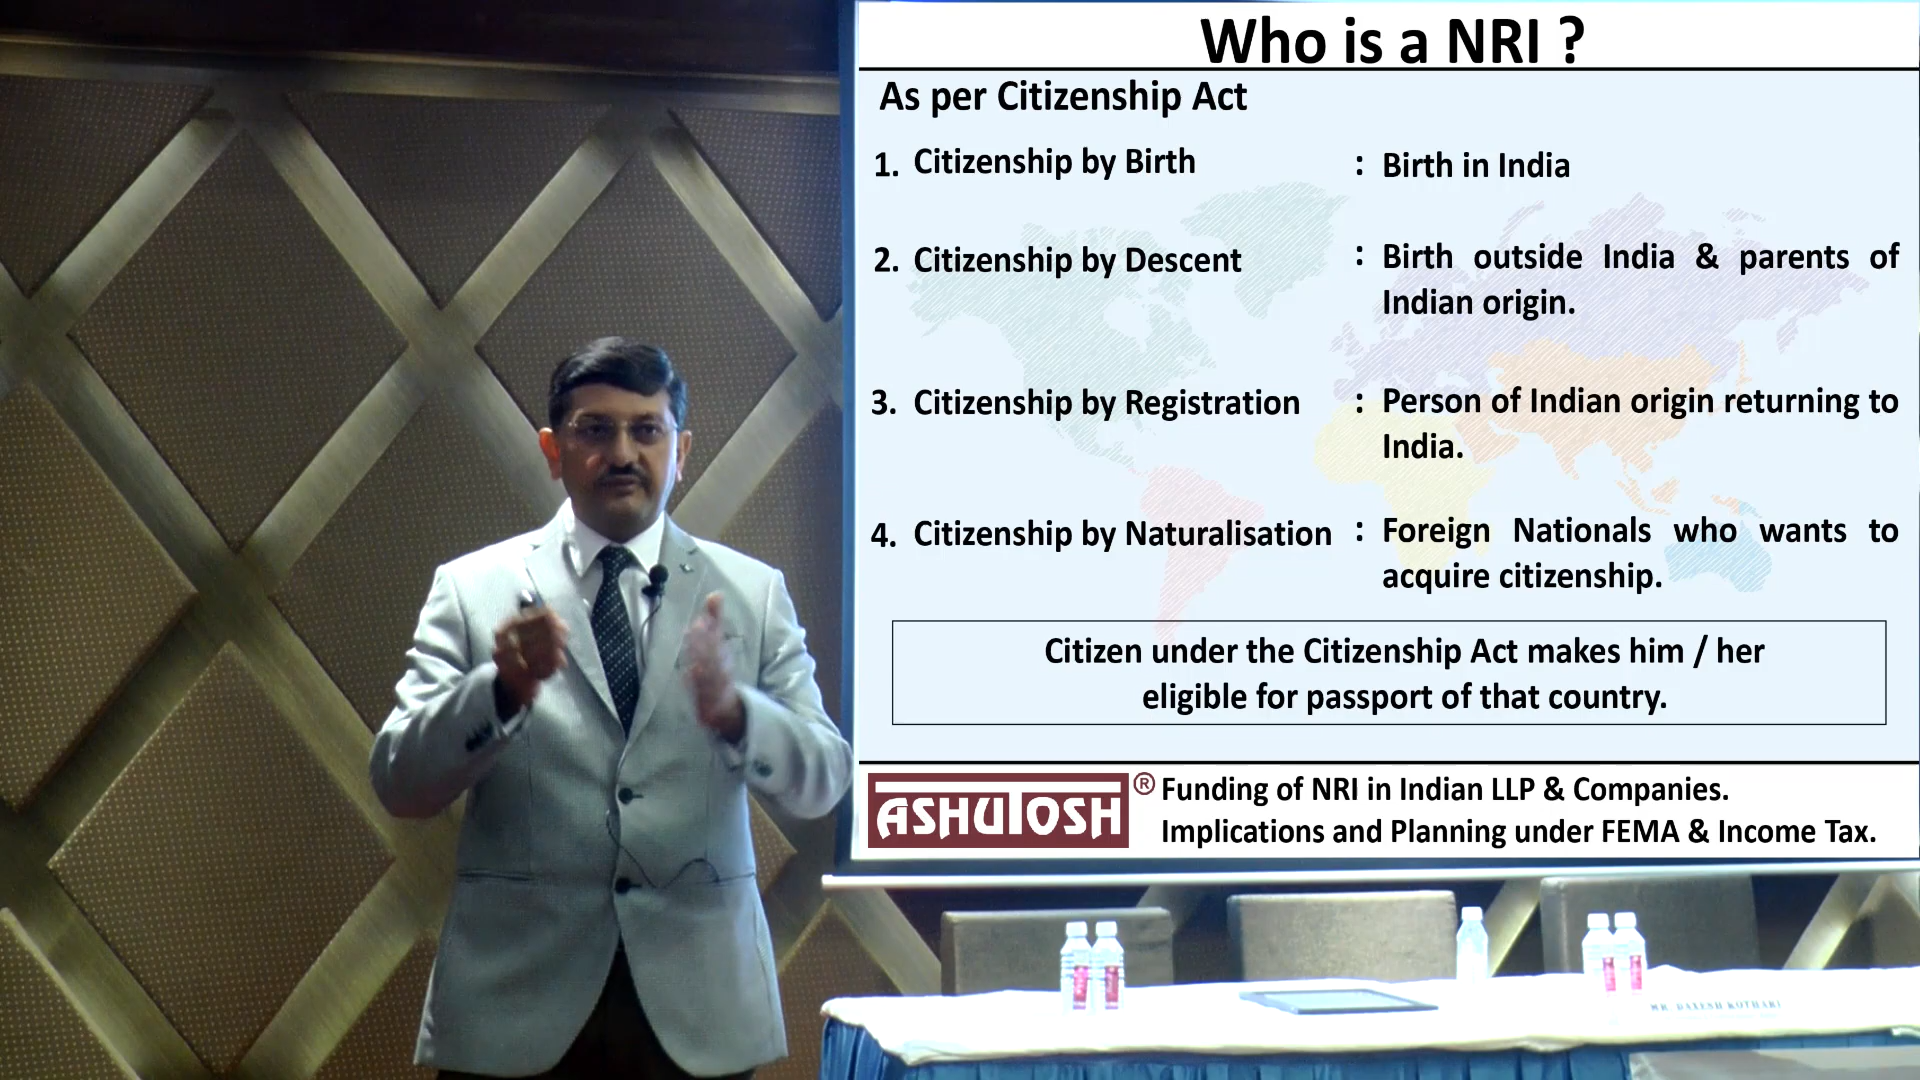 Who is a NRI ?
As per Citizenship Act
1. Citizenship by Birth : Birth in India
2. Citizenship by Descent : Birth outside India & parents of
Indian origin.
3. Citizenship by Registration : Person of Indian origin returning to
India.
4. Citizenship by Naturalisation : Foreign Nationals who wants to
acquire citizenship.
Citizen under the Citizenship Act makes him / her
eligible for passport of that country.
ASHUTOSH ®
Funding of NRI in Indian LLP & Companies.
Implications and Planning under FEMA & Income Tax.
MR. DAXESH KOTHARI